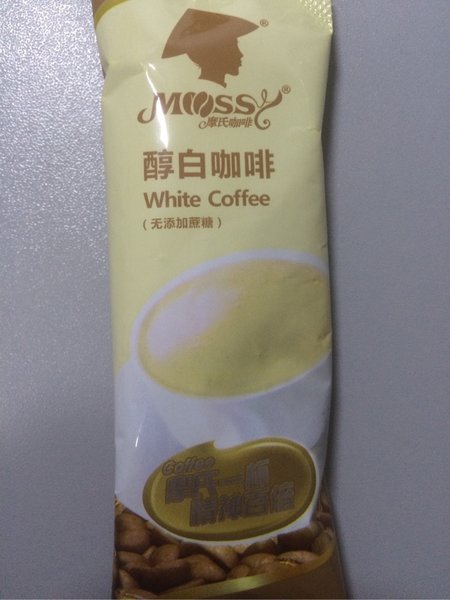 MOSSY®
摩氏咖啡
®
醇白咖啡
White Coffee
(无添加蔗糖)
Coffee
摩氏一杯
精神百倍